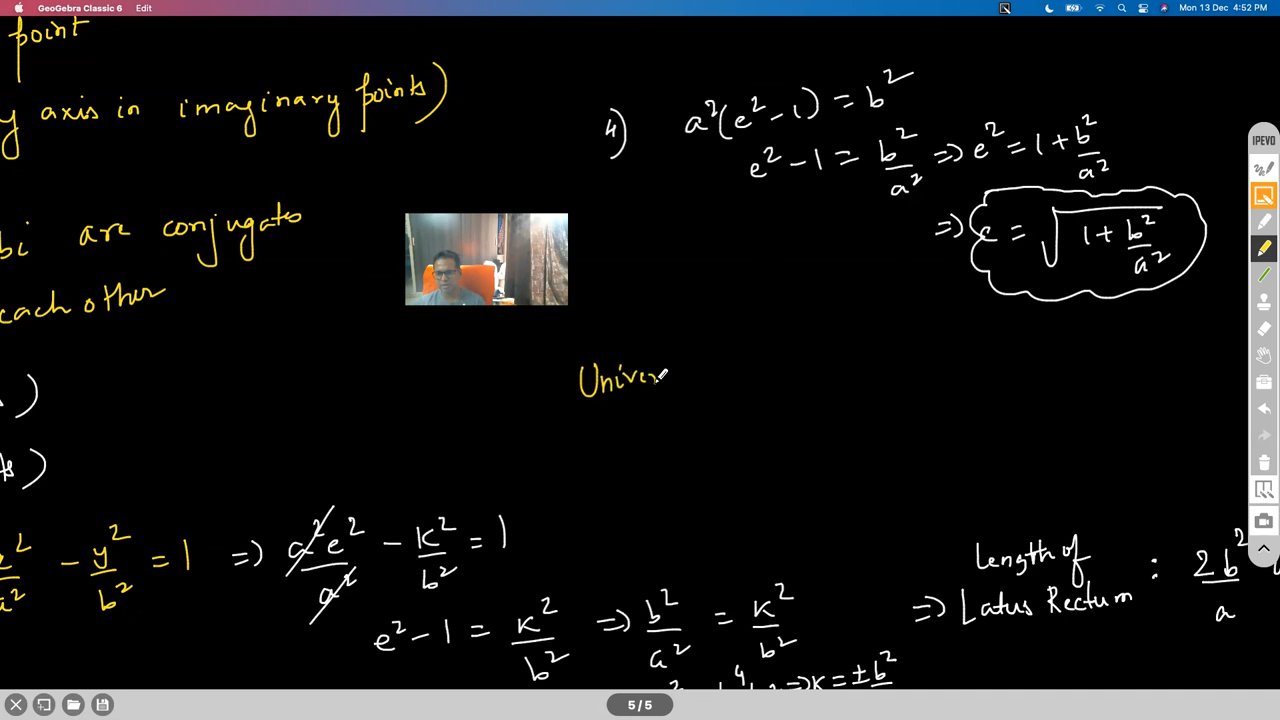 GeoGebra Classic 6 Edit
Mon 13 Dec 4:52 PM
point
y axis in imaginary points)
bi are conjugates
each other
)
s)
4) a²(e²-1) = b²
e²-1 = b²/a² => e² = 1 + b²/a²
=> e = √(1 + b²/a²)
IPEVO
Univer
x²/a² - y²/b² = 1 => a²e²/a² - k²/b² = 1
e²-1 = k²/b² => b²/a² = k²/b²
=> k = ±b²
Length of
=> Latus Rectum : 2b²/a
5/5